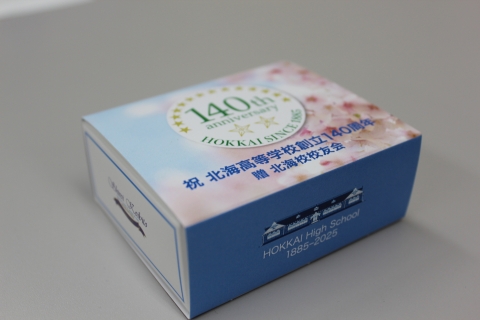 140th
anniversary
HOKKAI SINCE 1885
祝 北海高等学校創立140周年
贈 北海校校友会
HOKKAI High School
1885-2025